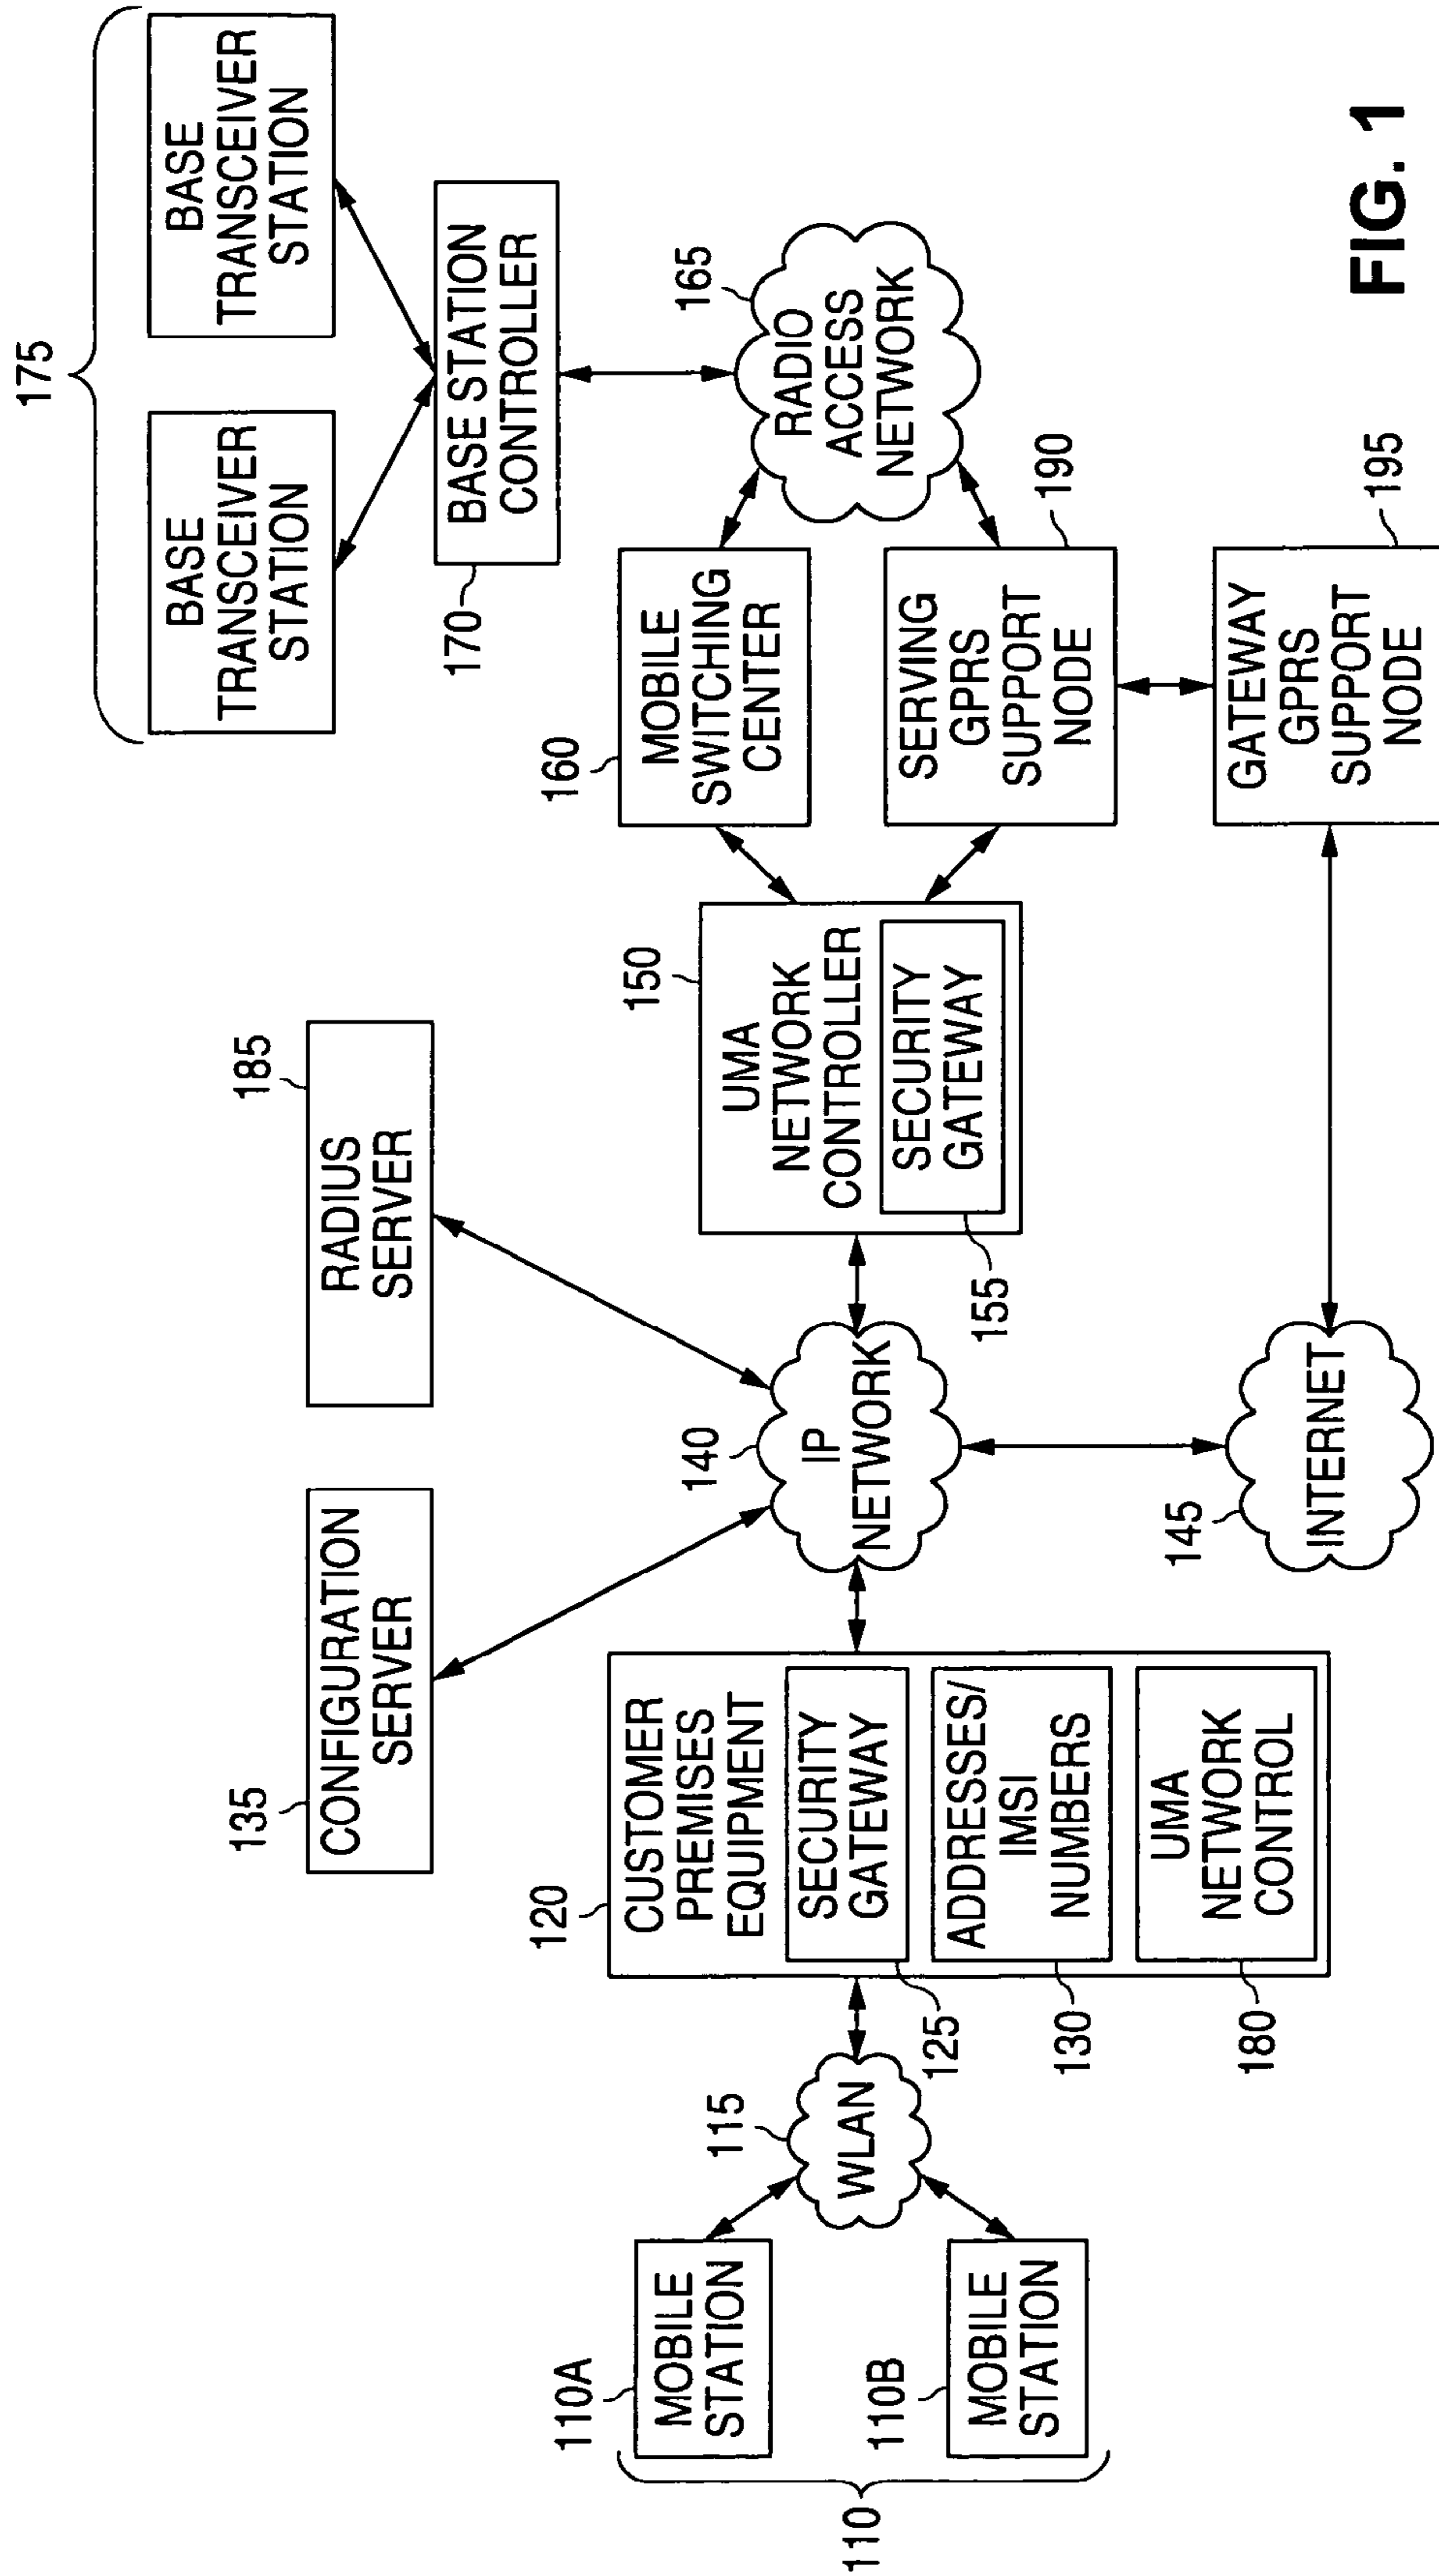 175
BASE
TRANSCEIVER
STATION
BASE
TRANSCEIVER
STATION
135
CONFIGURATION
SERVER
185
RADIUS
SERVER
170
BASE STATION
CONTROLLER
110
110A
MOBILE
STATION
110B
MOBILE
STATION
115
WLAN
120
CUSTOMER
PREMISES
EQUIPMENT
SECURITY
GATEWAY
125
ADDRESSES/
IMSI
NUMBERS
130
UMA
NETWORK
CONTROL
180
140
IP
NETWORK
145
INTERNET
150
UMA
NETWORK
CONTROLLER
SECURITY
GATEWAY
155
160
MOBILE
SWITCHING
CENTER
165
RADIO
ACCESS
NETWORK
190
SERVING
GPRS
SUPPORT
NODE
195
GATEWAY
GPRS
SUPPORT
NODE
FIG. 1